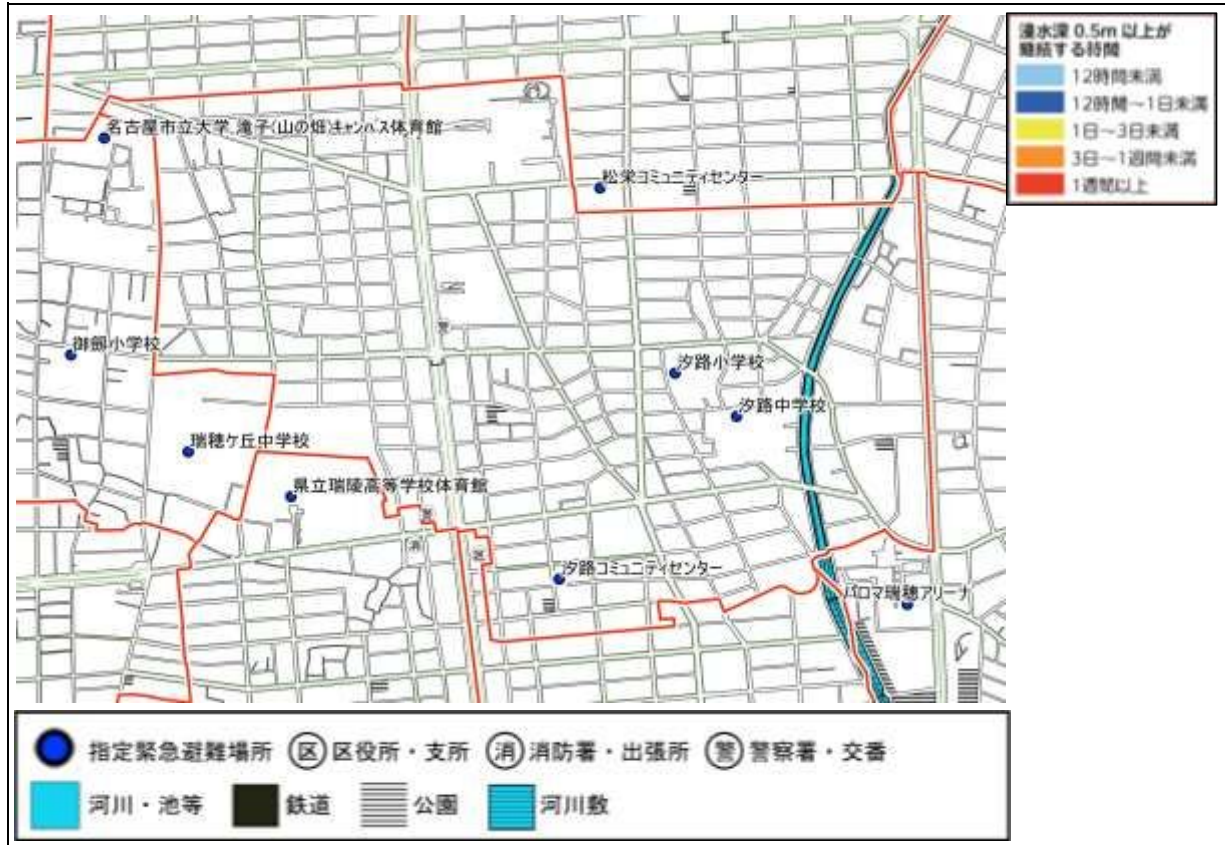 名古屋市立大学 滝子(山の畑)キャンパス体育館
松栄コミュニティセンター
御劔小学校
汐路小学校
汐路中学校
瑞穂ケ丘中学校
県立瑞陵高等学校体育館
汐路コミュニティセンター
パロマ瑞穂アリーナ
警
警
消
区
浸水深 0.5m 以上が
継続する時間
12時間未満
12時間〜1日未満
1日〜3日未満
3日〜1週間未満
1週間以上
指定緊急避難場所 区 区役所・支所 消 消防署・出張所 警 警察署・交番
河川・池等 鉄道 公園 河川敷